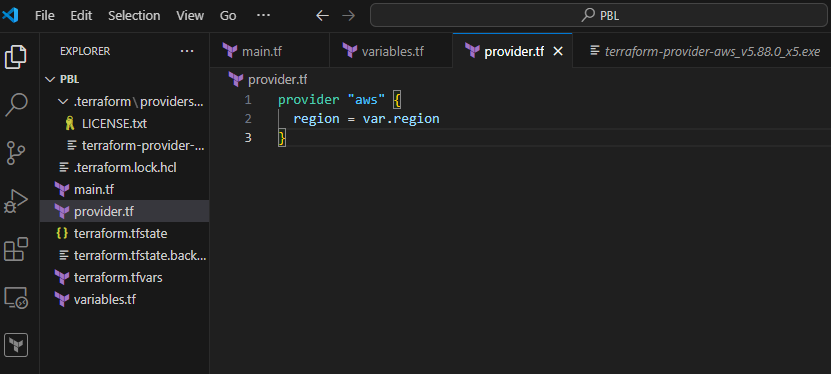 File Edit Selection View Go ··· PBL
EXPLORER ···
PBL
.terraform\providers...
LICENSE.txt
terraform-provider-...
.terraform.lock.hcl
main.tf
provider.tf
terraform.tfstate
terraform.tfstate.back...
terraform.tfvars
variables.tf
main.tf variables.tf provider.tf terraform-provider-aws_v5.88.0_x5.exe
provider.tf
1 provider "aws" {
2 region = var.region
3 }